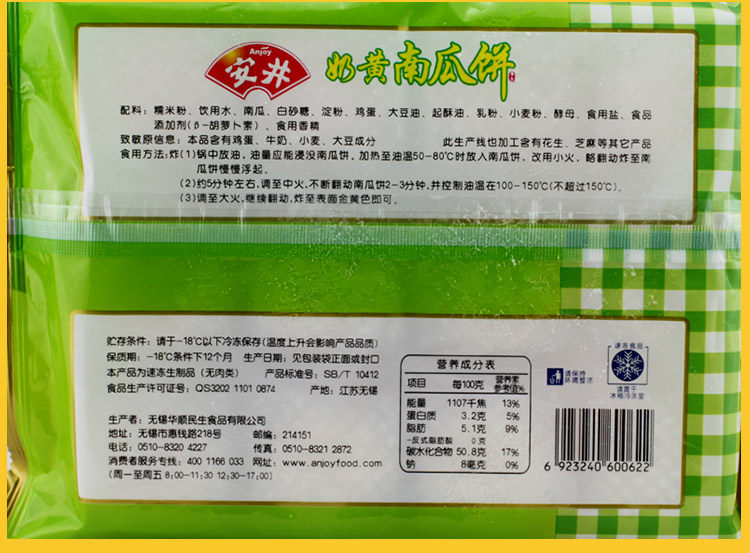 Anjoy
安井
奶黄南瓜饼
配料：糯米粉、饮用水、南瓜、白砂糖、淀粉、鸡蛋、大豆油、起酥油、乳粉、小麦粉、酵母、食用盐、食品
添加剂(β-胡萝卜素)、食用香精
致敏原信息：本品含有鸡蛋、牛奶、小麦、大豆成分 此生产线也加工含有花生、芝麻等其它产品
食用方法：炸(1)锅中放油，油量应能浸没南瓜饼，加热至油温50-80℃时放入南瓜饼，改用小火，略翻动炸至南
瓜饼慢慢浮起。
(2)约5分钟左右，调至中火，不断翻动南瓜饼2-3分钟，并控制油温在100-150℃(不超过150℃)。
(3)调至大火，继续翻动，炸至表面金黄色即可。
贮存条件：请于-18℃以下冷冻保存(温度上升会影响产品品质)
保质期：-18℃条件下12个月 生产日期：见包装袋正面或封口
本产品为速冻生制品(无肉类) 产品标准号：SB/T 10412
食品生产许可证号：QS3202 1101 0874 产地：江苏无锡
生产者：无锡华顺民生食品有限公司
地址：无锡市惠线路218号 邮编：214151
电话：0510-8320 4227 传真：0510-8321 2872
消费者服务专线：400 1166 033 网址：www.anjoyfood.com
(周一至周五 8:00-11:30 12:30-17:00)
营养成分表
项目 每100克 营养素参考值%
能量 1107千焦 13%
蛋白质 3.2克 5%
脂肪 5.1克 9%
-反式脂肪酸 0克
碳水化合物 50.8克 17%
钠 8毫克 0%
请保持
环境整洁
速冻食品
请置于
冰箱冷冻室
6 923240 600622